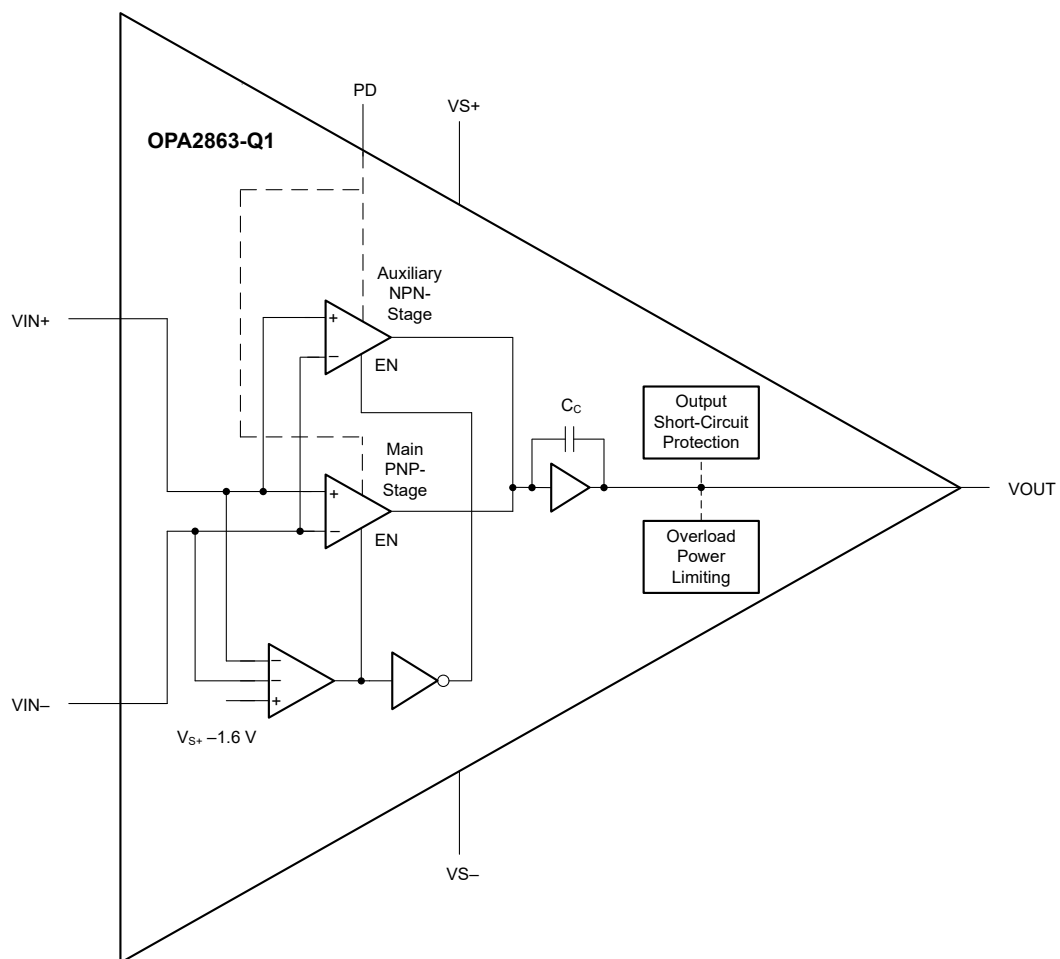 PD
VS+
OPA2863-Q1
Auxiliary
NPN-
Stage
VIN+
+
−
EN
Output
Short-Circuit
Protection
CC
Main
PNP-
Stage
+
−
EN
VOUT
Overload
Power
Limiting
−
−
+
VIN–
VS+ –1.6 V
VS–